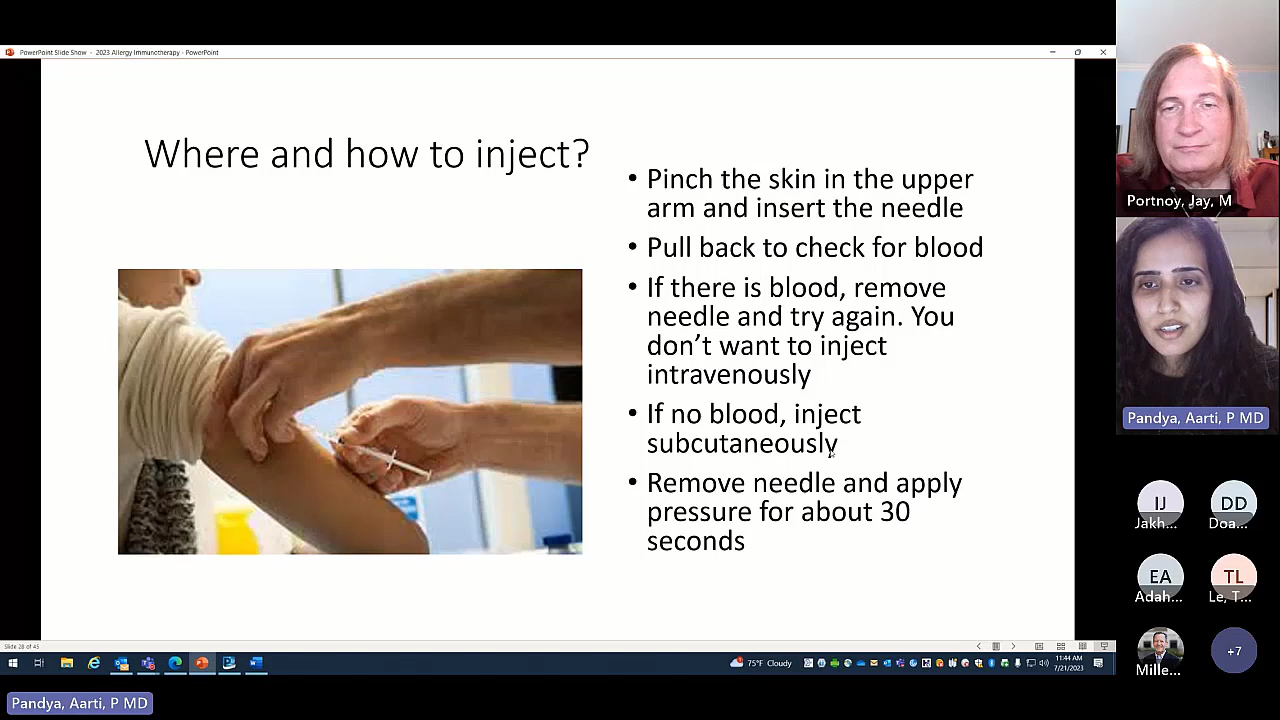 PowerPoint Slide Show - 2023 Allergy Immunotherapy - PowerPoint
Where and how to inject?
• Pinch the skin in the upper
arm and insert the needle
• Pull back to check for blood
• If there is blood, remove
needle and try again. You
don’t want to inject
intravenously
• If no blood, inject
subcutaneously
• Remove needle and apply
pressure for about 30
seconds
Slide 28 of 45
75°F Cloudy
11:44 AM
7/21/2023
Pandya, Aarti, P MD
Portnoy, Jay, M
Pandya, Aarti, P MD
IJ
Jakh...
DD
Doa...
EA
Adah...
TL
Le, T...
Mille...
+7